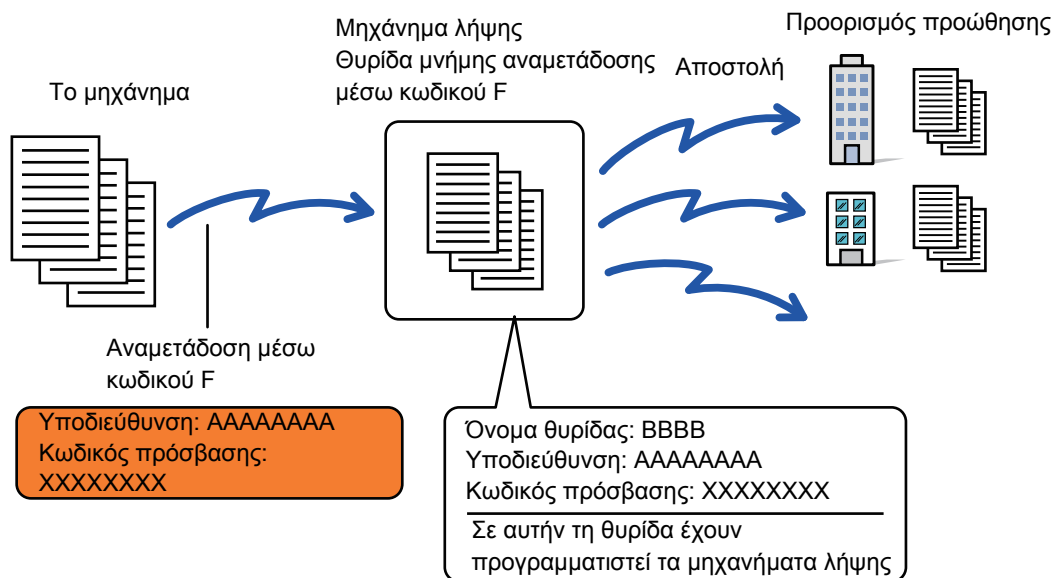 Το μηχάνημα
Μηχάνημα λήψης
Θυρίδα μνήμης αναμετάδοσης
μέσω κωδικού F
Αποστολή
Προορισμός προώθησης
Αναμετάδοση μέσω
κωδικού F
Υποδιεύθυνση: AAAAAAAA
Κωδικός πρόσβασης:
XXXXXXXX
Όνομα θυρίδας: BBBB
Υποδιεύθυνση: AAAAAAAA
Κωδικός πρόσβασης: XXXXXXXX
Σε αυτήν τη θυρίδα έχουν
προγραμματιστεί τα μηχανήματα λήψης